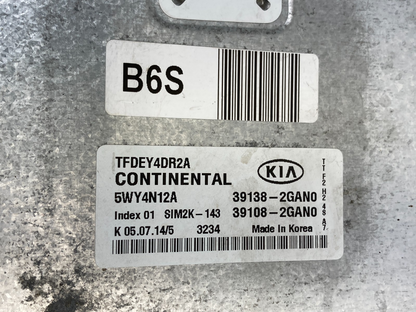 B6S
TFDEY4DR2A
CONTINENTAL
KIA
5WY4N12A 39138-2GAN0
Index 01 SIM2K-143 39108-2GAN0
K 05.07.14/5 3234 Made In Korea
TTF2H248A7